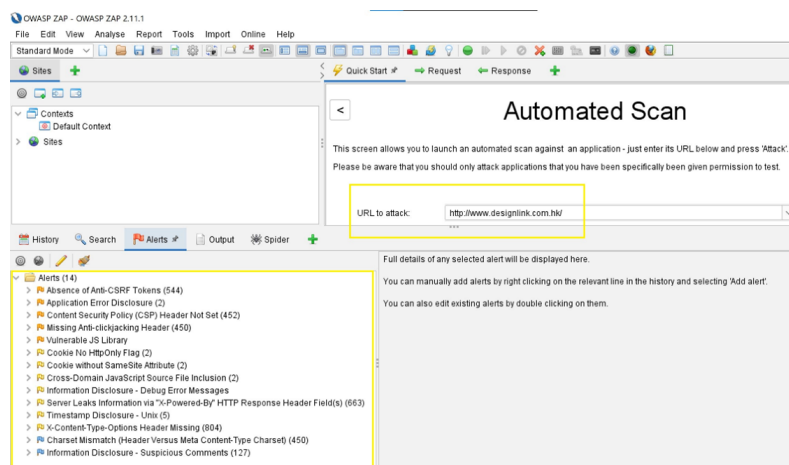 OWASP ZAP - OWASP ZAP 2.11.1
File Edit View Analyse Report Tools Import Online Help
Standard Mode
Sites
Quick Start
Request
Response
Contexts
Default Context
Sites
<
Automated Scan
This screen allows you to launch an automated scan against an application - just enter its URL below and press 'Attack'.
Please be aware that you should only attack applications that you have been specifically been given permission to test.
URL to attack: http://www.designlink.com.hk/
History Search Alerts Output Spider
Alerts (14)
Absence of Anti-CSRF Tokens (544)
Application Error Disclosure (2)
Content Security Policy (CSP) Header Not Set (452)
Missing Anti-clickjacking Header (450)
Vulnerable JS Library
Cookie No HttpOnly Flag (2)
Cookie without SameSite Attribute (2)
Cross-Domain JavaScript Source File Inclusion (2)
Information Disclosure - Debug Error Messages
Server Leaks Information via "X-Powered-By" HTTP Response Header Field(s) (663)
Timestamp Disclosure - Unix (5)
X-Content-Type-Options Header Missing (804)
Charset Mismatch (Header Versus Meta Content-Type Charset) (450)
Information Disclosure - Suspicious Comments (127)
Full details of any selected alert will be displayed here.
You can manually add alerts by right clicking on the relevant line in the history and selecting 'Add alert'.
You can also edit existing alerts by double clicking on them.